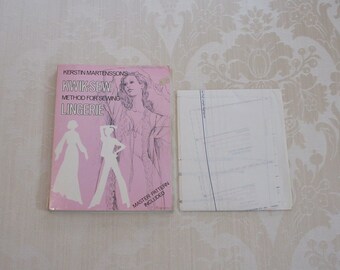 KERSTIN MARTENSSON'S
KWIK•SEW
METHOD FOR SEWING
LINGERIE
MASTER PATTERN
INCLUDED